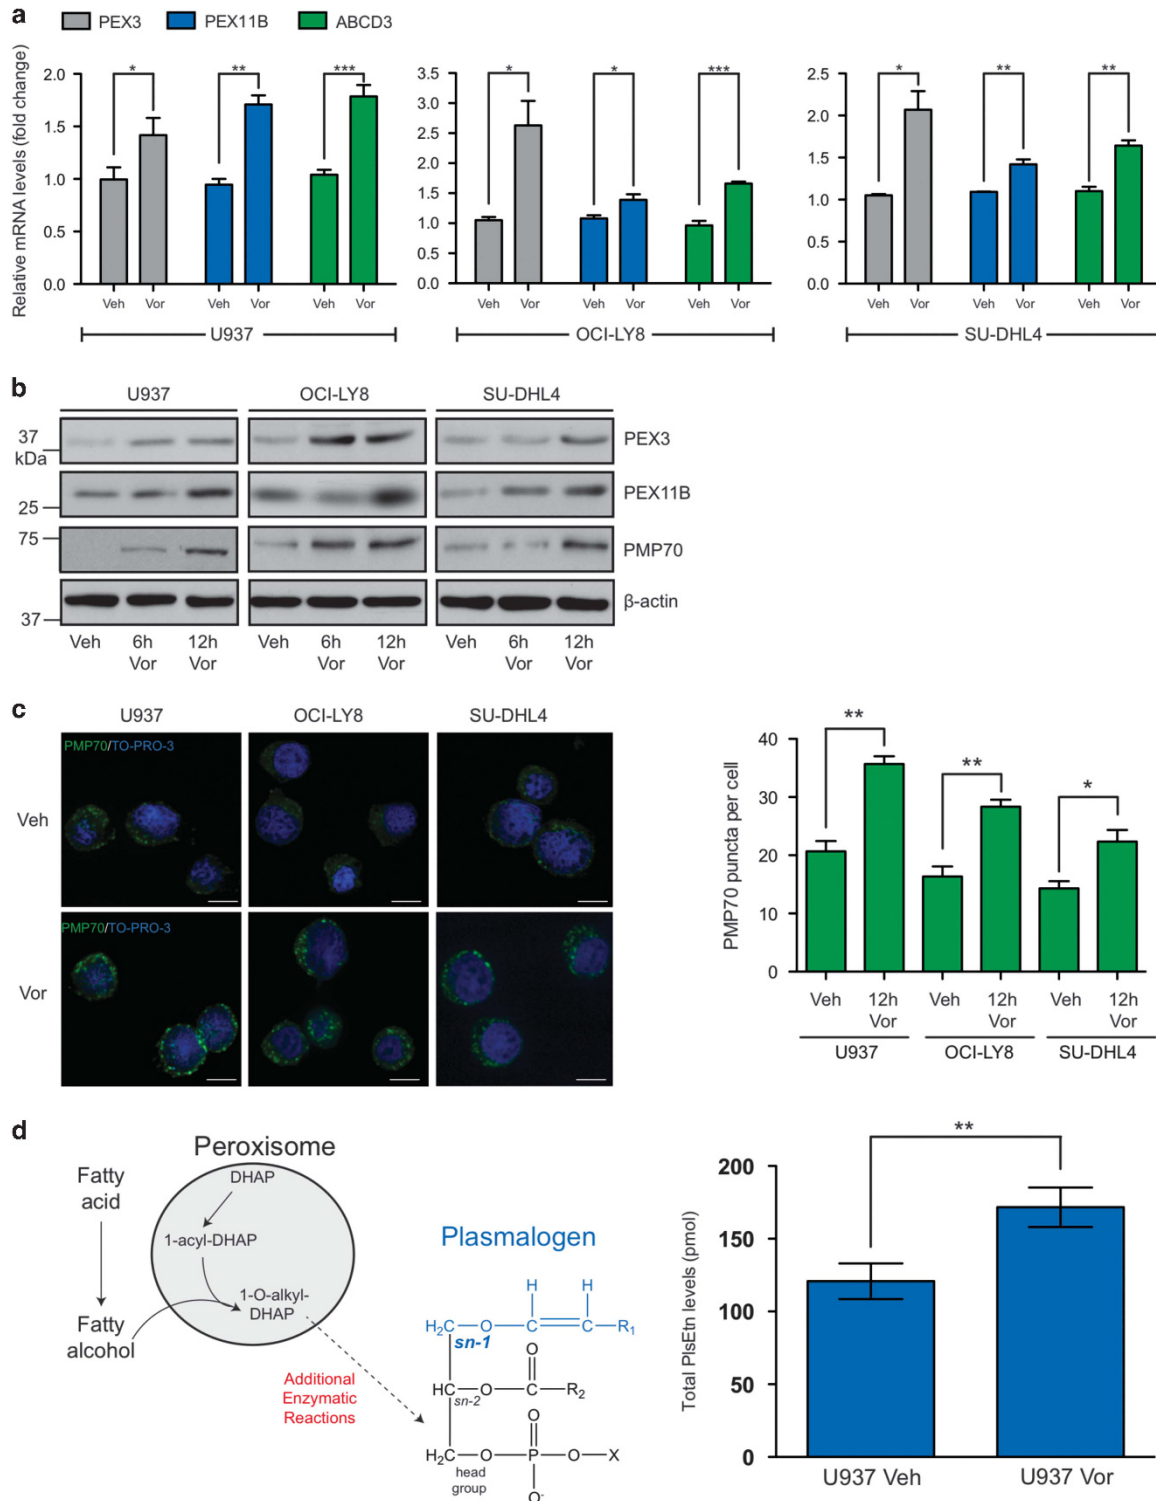 a
PEX3 PEX11B ABCD3
Relative mRNA levels (fold change)
2.0
1.5
1.0
0.5
0.0
* ** ***
Veh Vor Veh Vor Veh Vor
U937
3.5
3.0
2.5
2.0
1.5
1.0
0.5
0.0
* * ***
Veh Vor Veh Vor Veh Vor
OCI-LY8
2.5
2.0
1.5
1.0
0.5
0.0
* ** **
Veh Vor Veh Vor Veh Vor
SU-DHL4
b
U937 OCI-LY8 SU-DHL4
37
kDa
PEX3
25
PEX11B
75
PMP70
37
β-actin
Veh 6h 12h Veh 6h 12h Veh 6h 12h
Vor Vor Vor Vor Vor Vor
c
U937 OCI-LY8 SU-DHL4
PMP70/TO-PRO-3
Veh
PMP70/TO-PRO-3
Vor
PMP70 puncta per cell
40
30
20
10
0
** ** *
Veh 12h Veh 12h Veh 12h
Vor Vor Vor
U937 OCI-LY8 SU-DHL4
d
Peroxisome
Fatty
acid
DHAP
1-acyl-DHAP
1-O-alkyl-
DHAP
Fatty
alcohol
Additional
Enzymatic
Reactions
Plasmalogen
H H
H₂C O C C R₁
sn-1
O
HC O C R₂
sn-2
O
H₂C O P O X
head
group
O-
Total PlsEtn levels (pmol)
200
150
100
50
0
**
U937 Veh U937 Vor